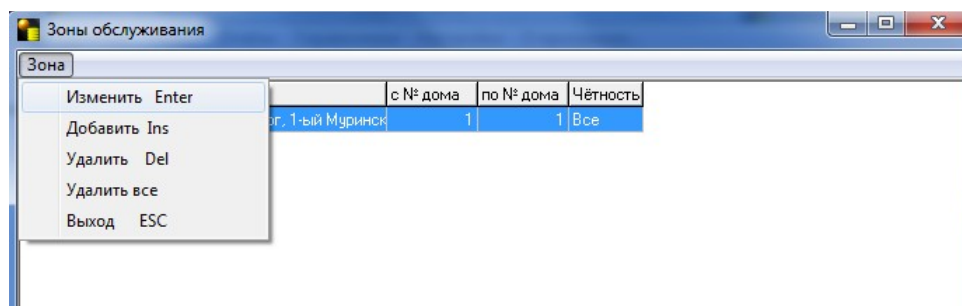 Зоны обслуживания
Зона
с № дома по № дома Чётность
1-ый Муринск 1 1 Все
Изменить Enter
Добавить Ins
Удалить Del
Удалить все
Выход ESC